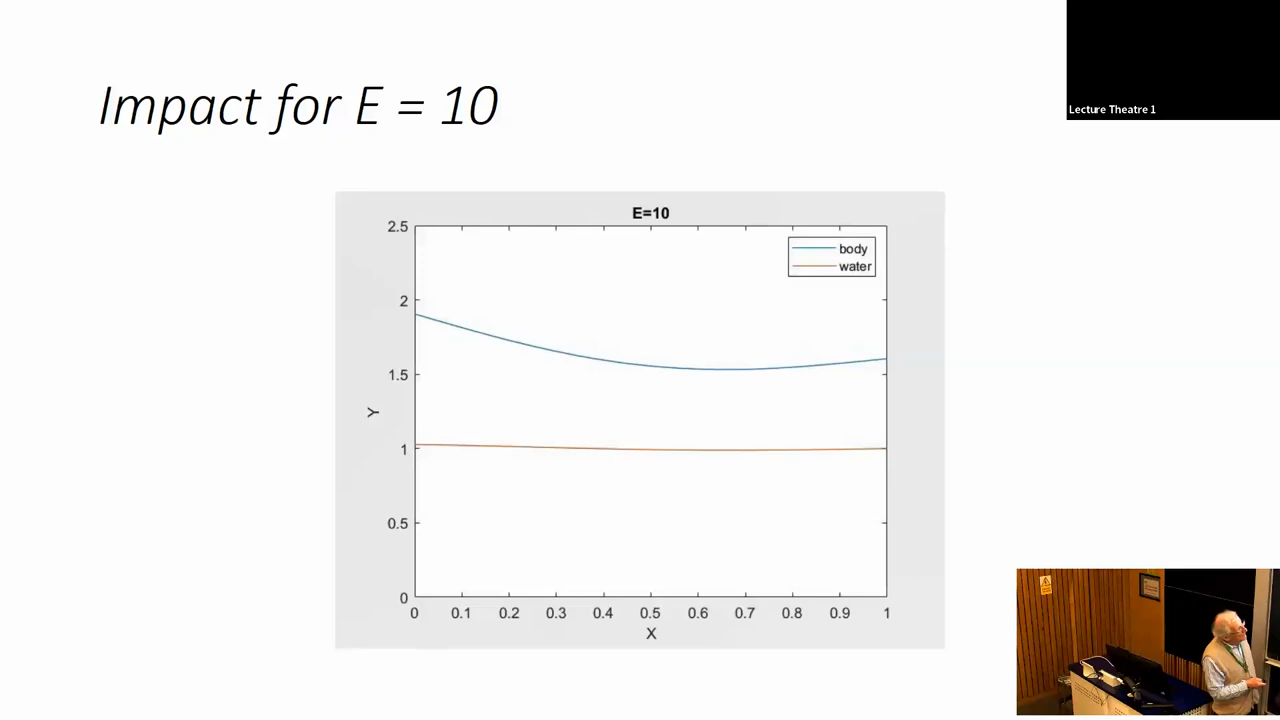 Impact for E = 10
Lecture Theatre 1
E=10
body
water
2.5
2
1.5
1
0.5
0
Y
0 0.1 0.2 0.3 0.4 0.5 0.6 0.7 0.8 0.9 1
X